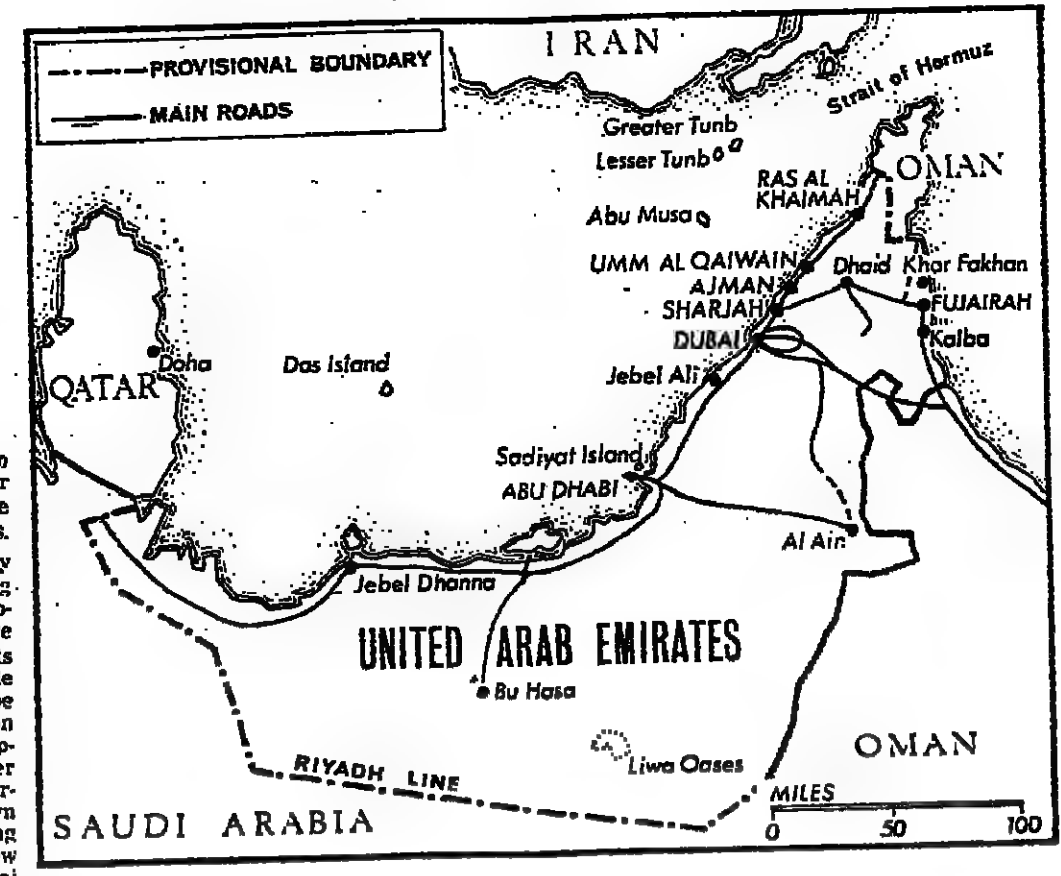 PROVISIONAL BOUNDARY
MAIN ROADS
IRAN
Strait of Hormuz
Greater Tunb
Lesser Tunb
OMAN
RAS AL
KHAIMAH
Abu Musa
UMM AL QAIWAIN
Dhaid
Khor Fakhan
AJMAN
SHARJAH
FUJAIRAH
DUBAI
Kalba
Doha
Das Island
Jebel Ali
QATAR
Sadiyat Island
ABU DHABI
Al Ain
Jebel Dhanna
UNITED ARAB EMIRATES
Bu Hasa
Liwa Oases
OMAN
RIYADH LINE
SAUDI ARABIA
MILES
0 50 100